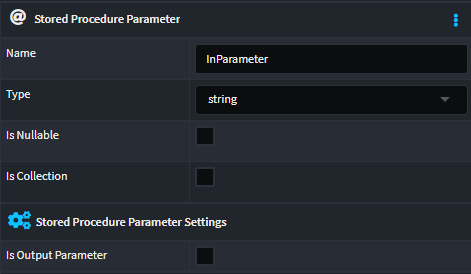 @ Stored Procedure Parameter
Name InParameter
Type string
Is Nullable
Is Collection
Stored Procedure Parameter Settings
Is Output Parameter